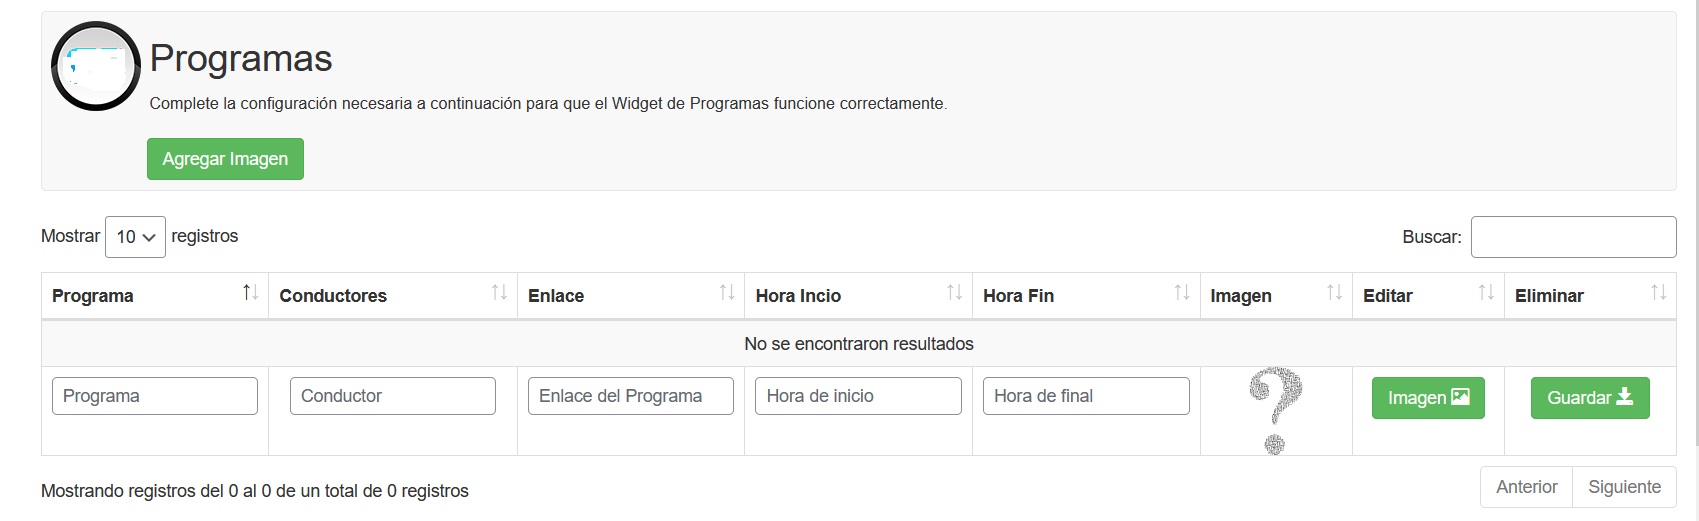 Programas
Complete la configuración necesaria a continuación para que el Widget de Programas funcione correctamente.
Agregar Imagen
Mostrar 10 registros Buscar:
Programa Conductores Enlace Hora Incio Hora Fin Imagen Editar Eliminar
No se encontraron resultados
Programa Conductor Enlace del Programa Hora de inicio Hora de final ? Imagen Guardar
Mostrando registros del 0 al 0 de un total de 0 registros Anterior Siguiente